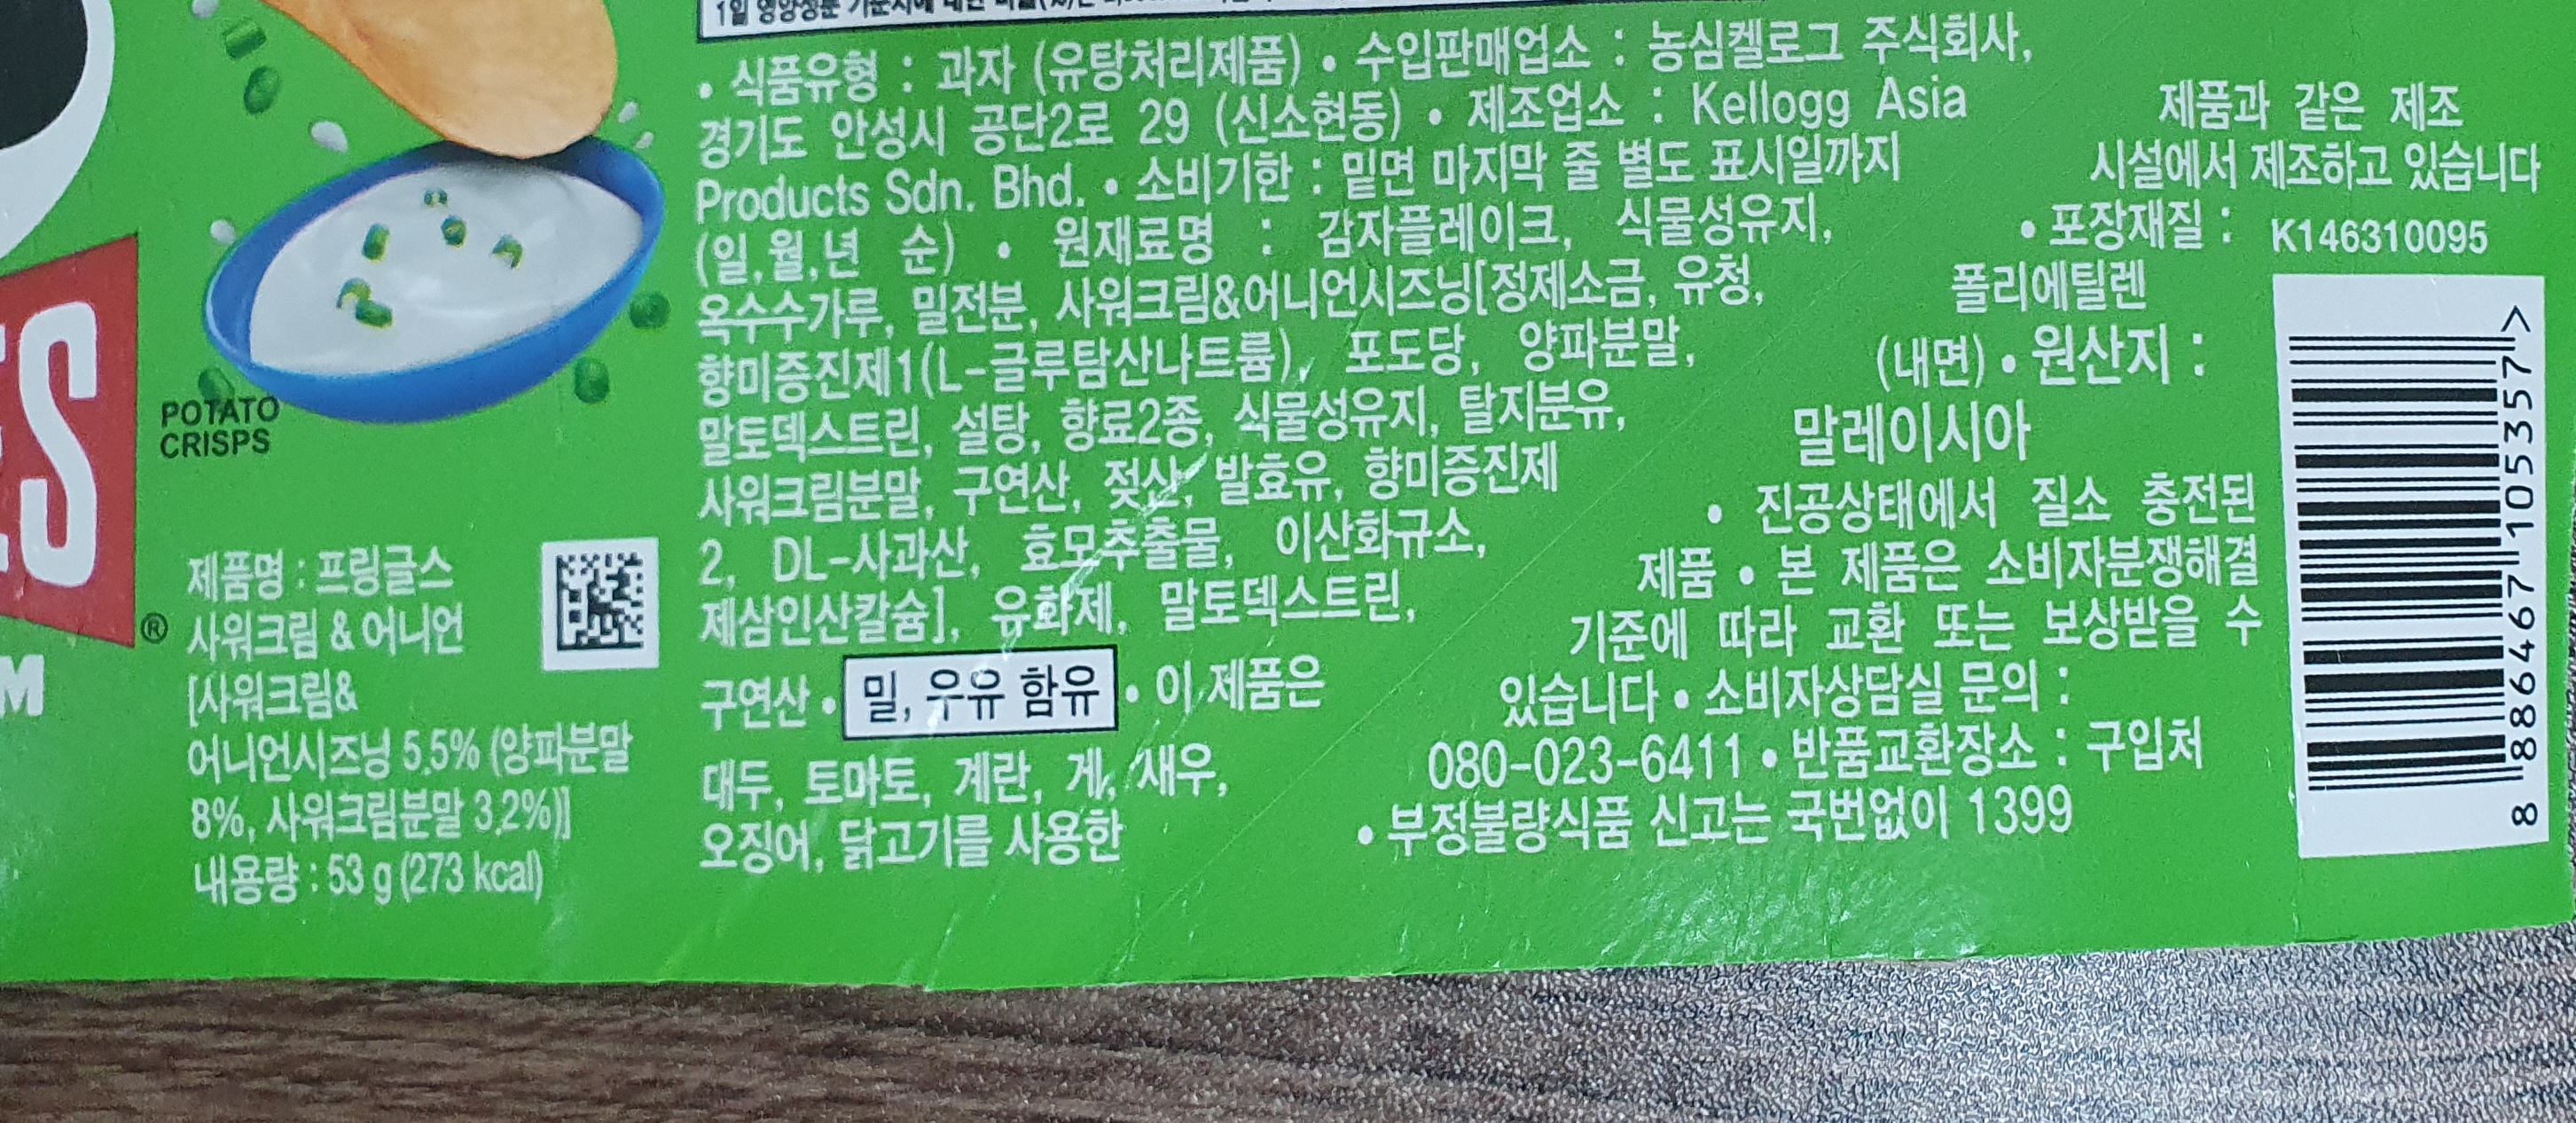 ES
M
POTATO
CRISPS
®
제품명 : 프링글스
사워크림 & 어니언
[사워크림&
어니언시즈닝 5.5% (양파분말
8%, 사워크림분말 3.2%)]
내용량 : 53 g (273 kcal)
1일 영양성분 기준치에 대한
• 식품유형 : 과자 (유탕처리제품) • 수입판매업소 : 농심켈로그 주식회사,
경기도 안성시 공단2로 29 (신소현동) • 제조업소 : Kellogg Asia
Products Sdn. Bhd. • 소비기한 : 밑면 마지막 줄 별도 표시일까지
(일,월,년 순) • 원재료명 : 감자플레이크, 식물성유지,
옥수수가루, 밀전분, 사워크림&어니언시즈닝[정제소금, 유청,
향미증진제1(L-글루탐산나트륨), 포도당, 양파분말,
말토덱스트린, 설탕, 향료2종, 식물성유지, 탈지분유,
사워크림분말, 구연산, 젖산, 발효유, 향미증진제
2, DL-사과산, 효모추출물, 이산화규소,
제삼인산칼슘], 유화제, 말토덱스트린,
구연산 • 밀, 우유 함유 • 이 제품은
대두, 토마토, 계란, 게, 새우,
오징어, 닭고기를 사용한
제품과 같은 제조
시설에서 제조하고 있습니다
• 포장재질 :
폴리에틸렌
(내면) • 원산지 :
말레이시아
• 진공상태에서 질소 충전된
제품 • 본 제품은 소비자분쟁해결
기준에 따라 교환 또는 보상받을 수
있습니다 • 소비자상담실 문의 :
080-023-6411 • 반품교환장소 : 구입처
• 부정불량식품 신고는 국번없이 1399
K146310095
8 886467 105357 >